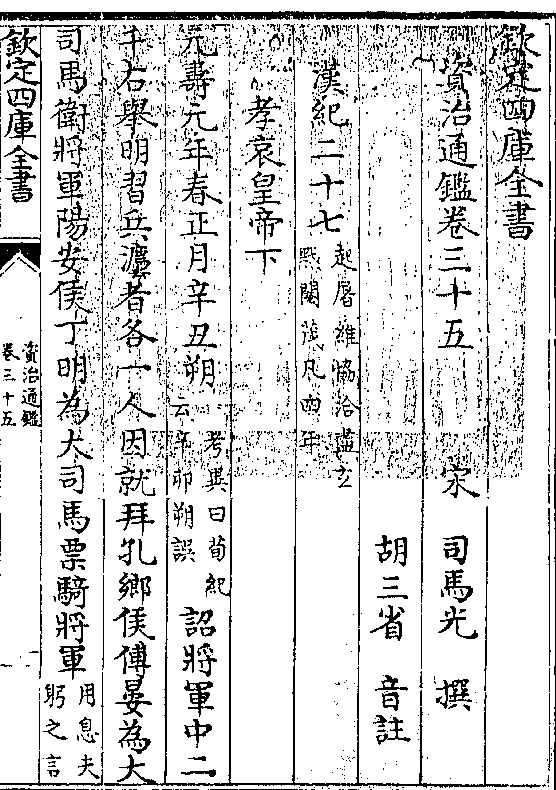 欽定四庫全書
資治通鑑卷三十五
宋 司馬光 撰
胡三省 音註
漢紀二十七起屠維協洽盡玄黓閹茂凡四年
孝哀皇帝下
元壽元年春正月辛丑朔考異曰荀紀云辛卯朔誤詔將軍中二
千石舉明習兵灋者各一人因就拜孔鄉侯傅晏為大
司馬衛將軍陽安侯丁明為大司馬票騎將軍用息夫躬之言
欽定四庫全書
資治通鑑
卷三十五